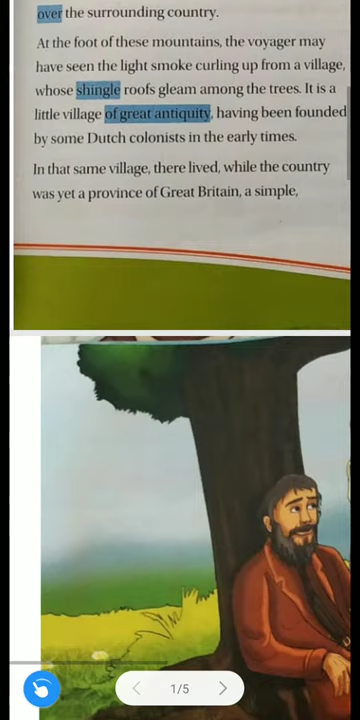 over the surrounding country.
At the foot of these mountains, the voyager may
have seen the light smoke curling up from a village,
whose shingle roofs gleam among the trees. It is a
little village of great antiquity, having been founded
by some Dutch colonists in the early times.
In that same village, there lived, while the country
was yet a province of Great Britain, a simple,
1/5